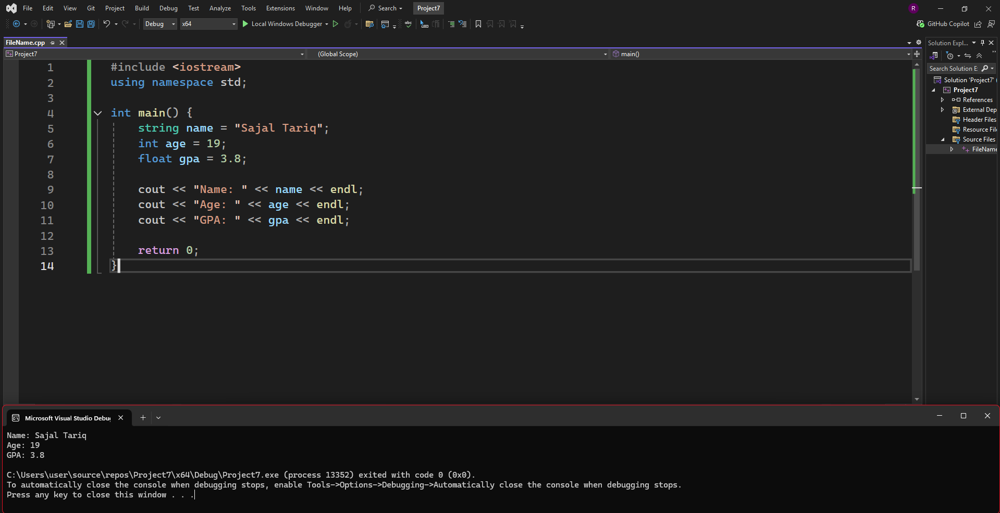 File Edit View Git Project Build Debug Test Analyze Tools Extensions Window Help Search Project7 R
Debug x64 Local Windows Debugger abc GitHub Copilot
FileName.cpp Solution Expl...
Project7 (Global Scope) main()
Search Solution E
Solution 'Project7' (
Project7
References
External Dep
Header Files
Resource Fil
Source Files
FileName
1 #include <iostream>
2 using namespace std;
3
4 int main() {
5 string name = "Sajal Tariq";
6 int age = 19;
7 float gpa = 3.8;
8
9 cout << "Name: " << name << endl;
10 cout << "Age: " << age << endl;
11 cout << "GPA: " << gpa << endl;
12
13 return 0;
14 }
Microsoft Visual Studio Debug
Name: Sajal Tariq
Age: 19
GPA: 3.8
C:\Users\user\source\repos\Project7\x64\Debug\Project7.exe (process 13352) exited with code 0 (0x0).
To automatically close the console when debugging stops, enable Tools->Options->Debugging->Automatically close the console when debugging stops.
Press any key to close this window . . .